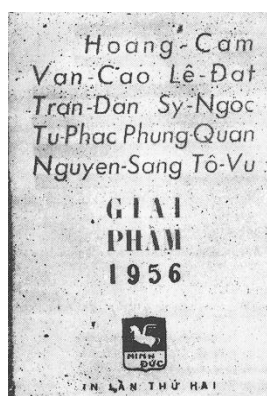 Hoang-Cam
Van-Cao Lê-Đat
Tran-Dan Sy-Ngoc
Tu-Phac Phung-Quan
Nguyen-Sang Tô-Vu
GIAI
PHAM
1956
MINH
ĐỨC
IN LẦN THỨ HAI